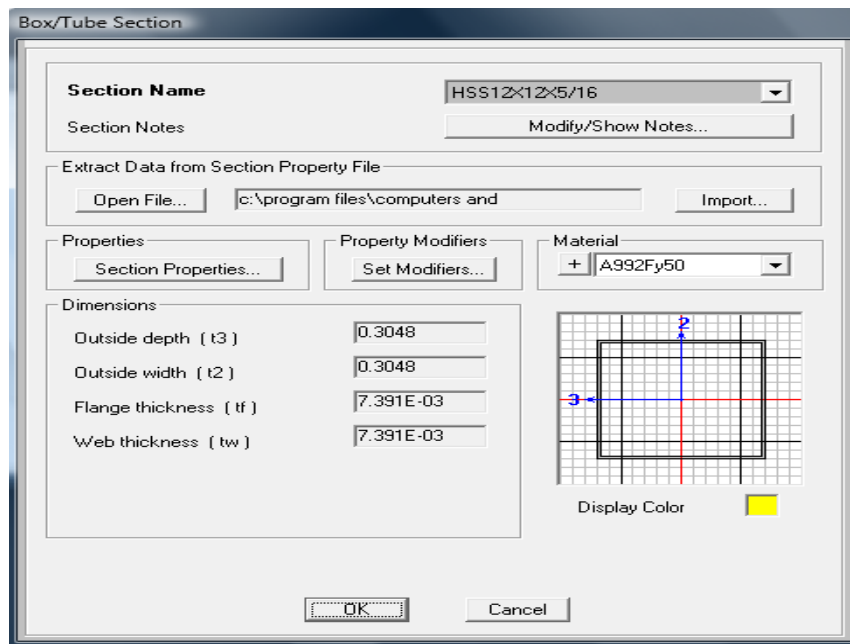 Box/Tube Section
Section Name
HSS12X12X5/16
Section Notes
Modify/Show Notes...
Extract Data from Section Property File
Open File...
c:\program files\computers and
Import...
Properties
Section Properties...
Property Modifiers
Set Modifiers...
Material
+ A992Fy50
Dimensions
Outside depth ( t3 )
0.3048
Outside width ( t2 )
0.3048
Flange thickness ( tf )
7.391E-03
Web thickness ( tw )
7.391E-03
2
3
Display Color
OK
Cancel